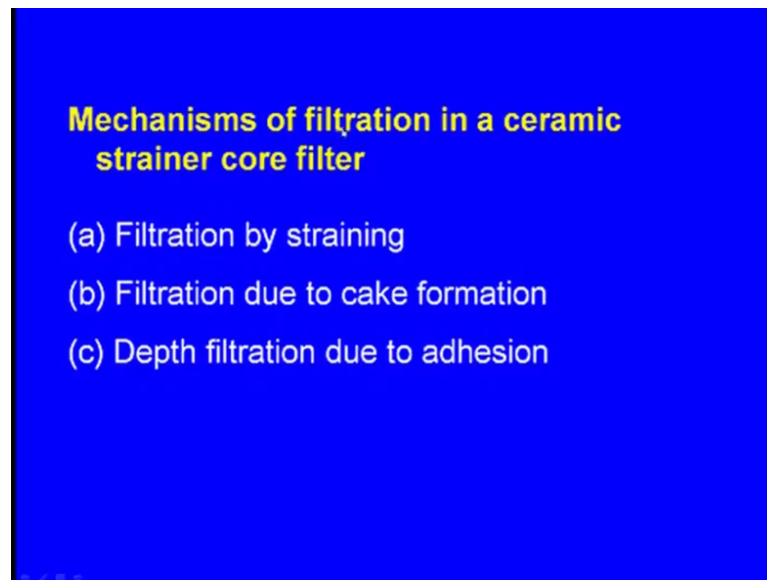 Mechanisms of filtration in a ceramic
strainer core filter
(a) Filtration by straining
(b) Filtration due to cake formation
(c) Depth filtration due to adhesion